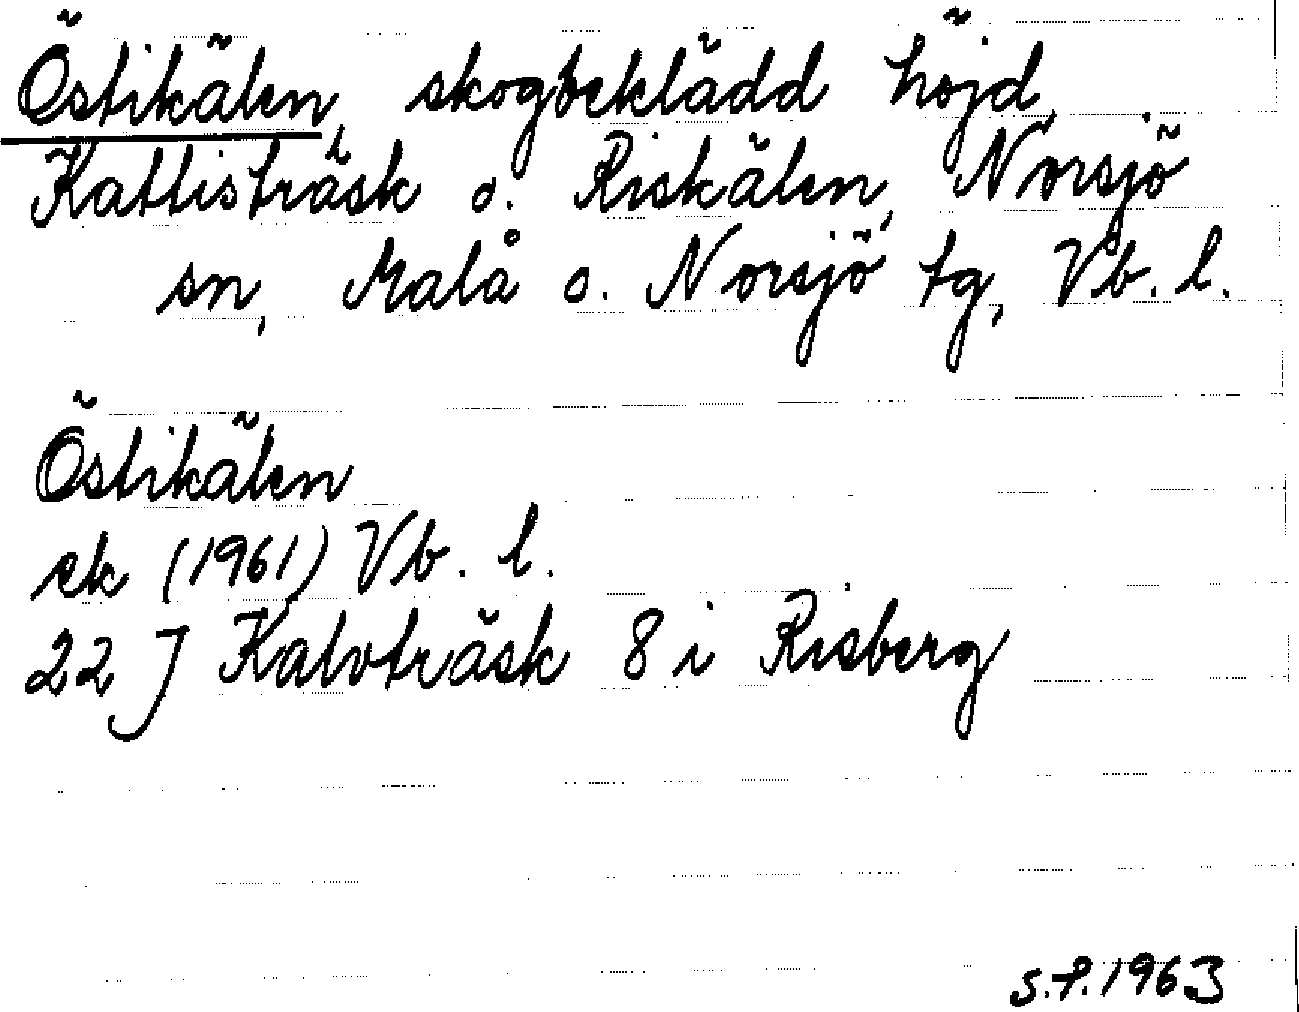 Östikälen, skogbeklädd höjd,
Kattisträsk o. Riskälen, Norsjö
sn, Malå o. Norsjö tg, Vb. l.
Östikälen
ek (1961) Vb. l.
22 J Kalvträsk 8 i Risberg
S.P. 1963